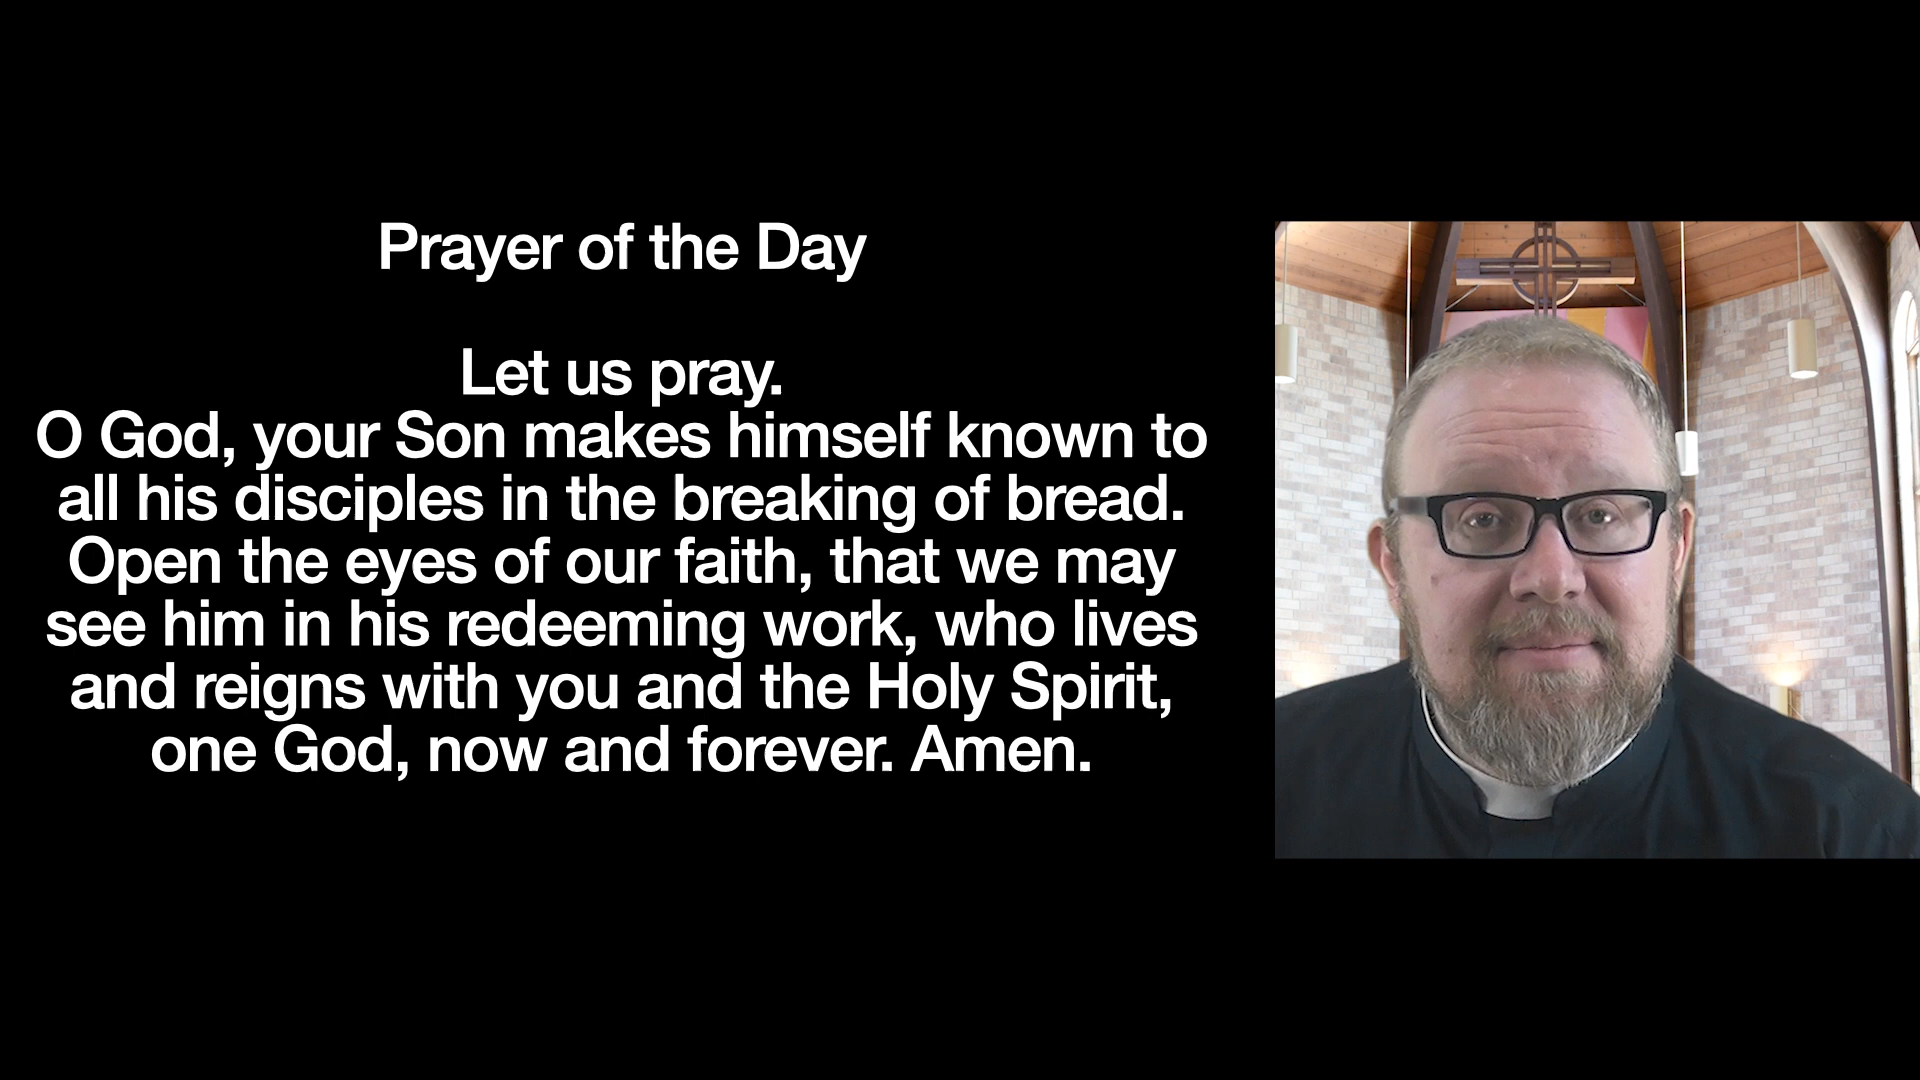 Prayer of the Day
Let us pray.
O God, your Son makes himself known to
all his disciples in the breaking of bread.
Open the eyes of our faith, that we may
see him in his redeeming work, who lives
and reigns with you and the Holy Spirit,
one God, now and forever. Amen.